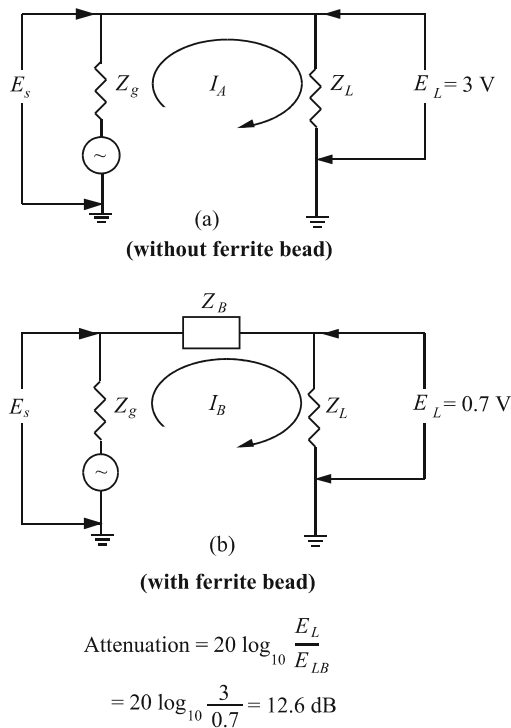 E_s Z_g ~ I_A Z_L E_L = 3 V
(a)
(without ferrite bead)
Z_B
E_s Z_g ~ I_B Z_L E_L = 0.7 V
(b)
(with ferrite bead)
Attenuation = 20 log_10 E_L / E_LB
= 20 log_10 3 / 0.7 = 12.6 dB